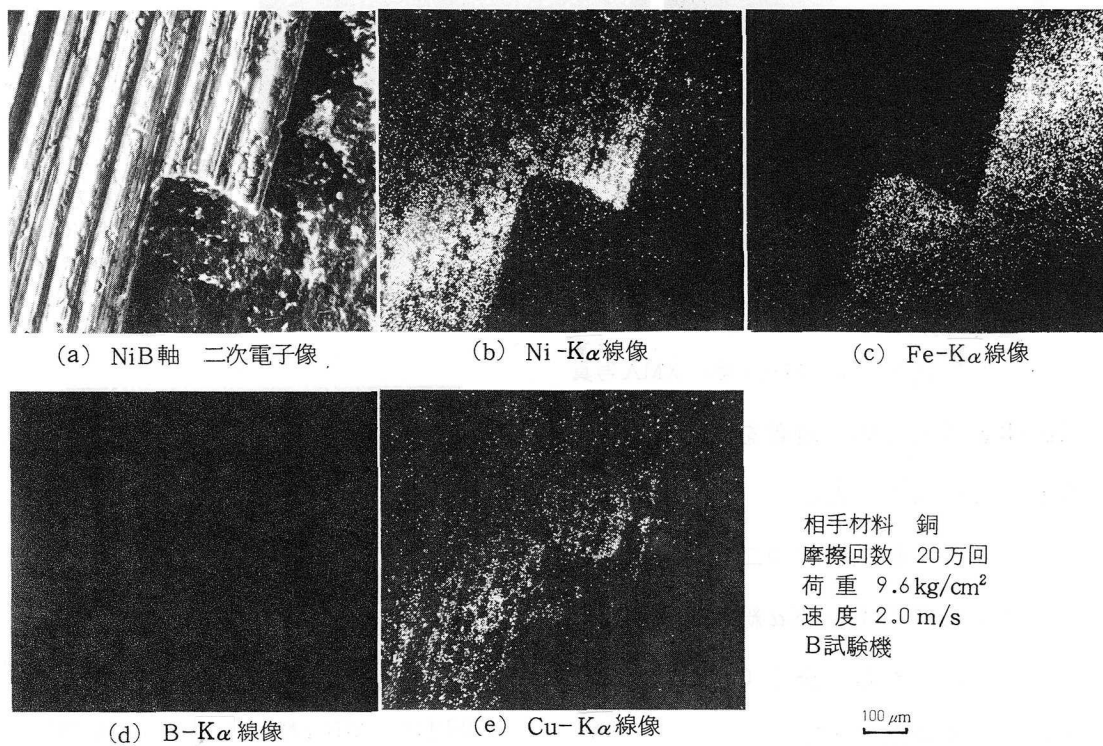 (a) NiB軸 二次電子像
(b) Ni-Kα線像
(c) Fe-Kα線像
(d) B-Kα線像
(e) Cu-Kα線像
相手材料 銅
摩擦回数 20万回
荷重 9.6kg/cm²
速度 2.0m/s
B試験機
100μm